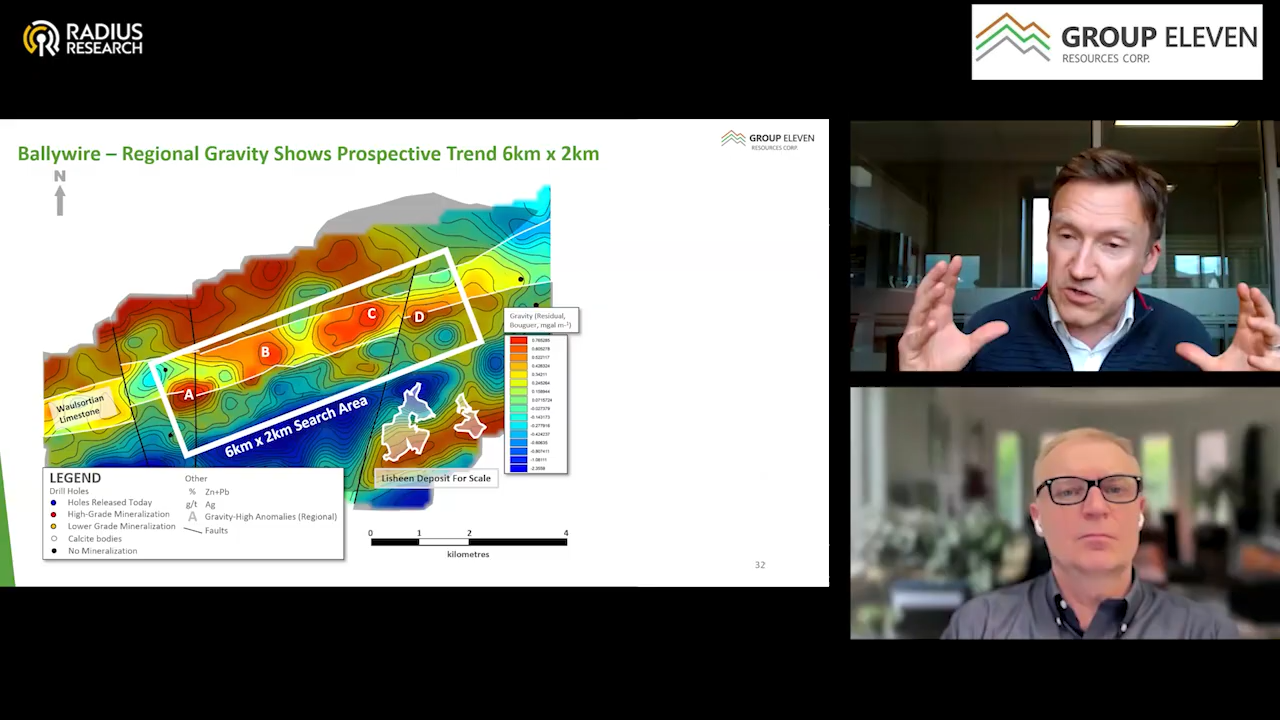 RADIUS
RESEARCH
GROUP ELEVEN
RESOURCES CORP.
GROUP ELEVEN
RESOURCES CORP.
Ballywire – Regional Gravity Shows Prospective Trend 6km x 2km
N
C
D
B
A
Waulsortian
Limestone
6km x 2km Search Area
Gravity (Residual,
Bouguer, mgal m⁻¹)
Lisheen Deposit For Scale
LEGEND
Drill Holes
Holes Released Today
High-Grade Mineralization
Lower Grade Mineralization
Calcite bodies
No Mineralization
Other
% Zn+Pb
g/t Ag
A Gravity-High Anomalies (Regional)
Faults
0 1 2 4
kilometres
32